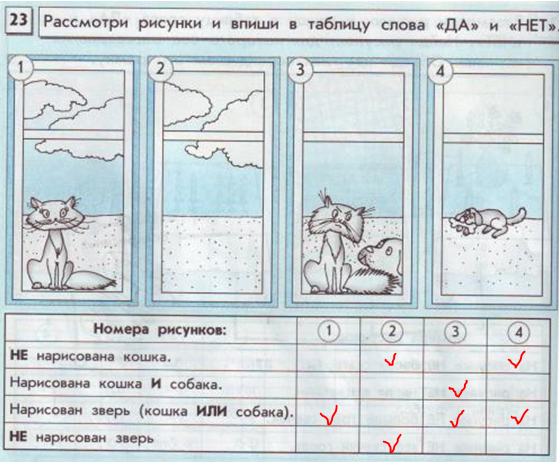 23 Рассмотри рисунки и впиши в таблицу слова «ДА» и «НЕТ».
1 2 3 4
Номера рисунков: 1 2 3 4
НЕ нарисована кошка.
Нарисована кошка И собака.
Нарисован зверь (кошка ИЛИ собака).
НЕ нарисован зверь